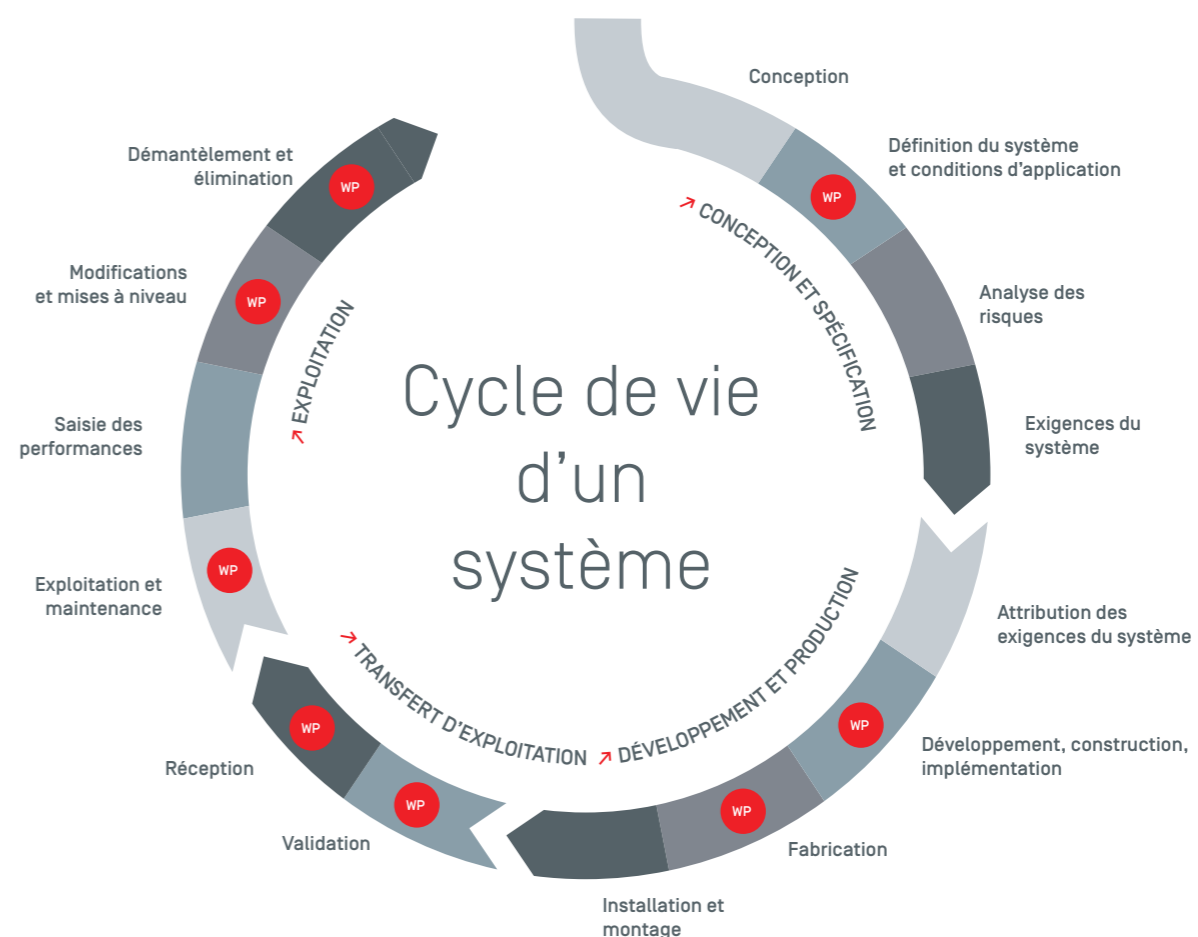 Conception
Définition du système
et conditions d'application
WP
Analyse des
risques
Exigences du
système
↗ CONCEPTION ET SPÉCIFICATION
Attribution des
exigences du système
Développement, construction,
implémentation
WP
Fabrication
WP
Installation et
montage
↗ DÉVELOPPEMENT ET PRODUCTION
Validation
WP
Réception
WP
↗ TRANSFERT D'EXPLOITATION
Exploitation et
maintenance
WP
Saisie des
performances
Modifications
et mises à niveau
WP
Démantèlement et
élimination
WP
↗ EXPLOITATION
Cycle de vie
d'un
système